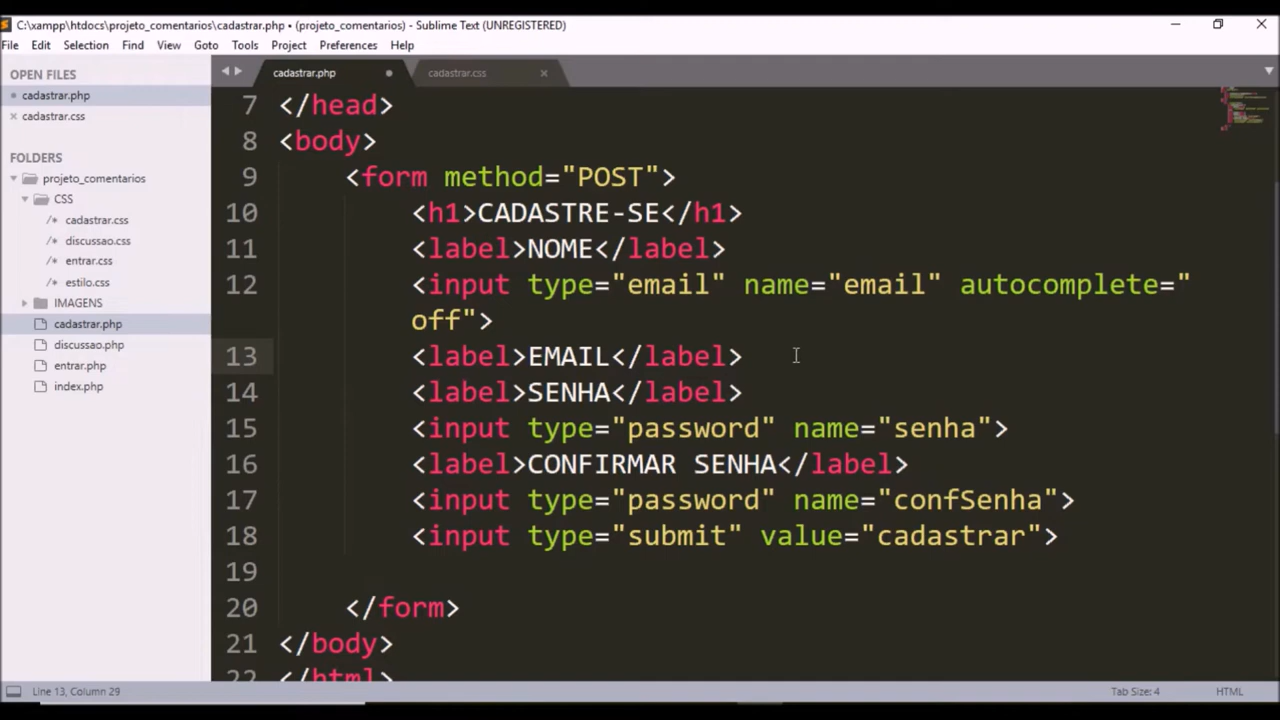 C:\xampp\htdocs\projeto_comentarios\cadastrar.php • (projeto_comentarios) - Sublime Text (UNREGISTERED)
File Edit Selection Find View Goto Tools Project Preferences Help
OPEN FILES
cadastrar.php
cadastrar.css
FOLDERS
projeto_comentarios
CSS
/* cadastrar.css
/* discussao.css
/* entrar.css
/* estilo.css
IMAGENS
cadastrar.php
discussao.php
entrar.php
index.php
cadastrar.php cadastrar.css
7 </head>
8 <body>
9 <form method="POST">
10 <h1>CADASTRE-SE</h1>
11 <label>NOME</label>
12 <input type="email" name="email" autocomplete="
off">
13 <label>EMAIL</label>
14 <label>SENHA</label>
15 <input type="password" name="senha">
16 <label>CONFIRMAR SENHA</label>
17 <input type="password" name="confSenha">
18 <input type="submit" value="cadastrar">
19
20 </form>
21 </body>
22 </html>
Line 13, Column 29 Tab Size: 4 HTML